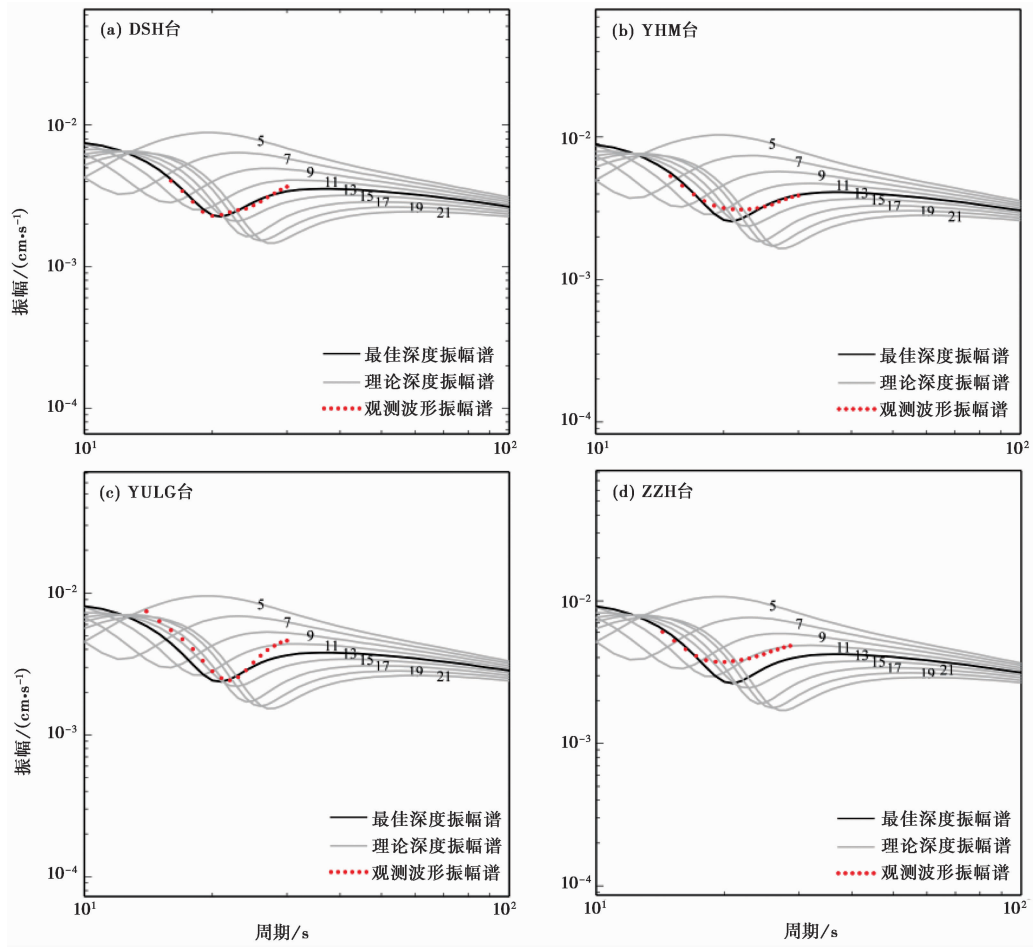 (a) DSH台
5
7
9
11
13
15
17
19
21
10⁻²
10⁻³
10⁻⁴
振幅/(cm•s⁻¹)
最佳深度振幅谱
理论深度振幅谱
观测波形振幅谱
10¹
10²
(b) YHM台
5
7
9
11
13
15
17
19
21
10⁻²
10⁻³
10⁻⁴
最佳深度振幅谱
理论深度振幅谱
观测波形振幅谱
10¹
10²
(c) YULG台
5
7
9
11
13
15
17
19
21
10⁻²
10⁻³
10⁻⁴
振幅/(cm•s⁻¹)
最佳深度振幅谱
理论深度振幅谱
观测波形振幅谱
10¹
10²
周期/s
(d) ZZH台
5
7
9
11
13
15
17
19
21
10⁻²
10⁻³
10⁻⁴
最佳深度振幅谱
理论深度振幅谱
观测波形振幅谱
10¹
10²
周期/s